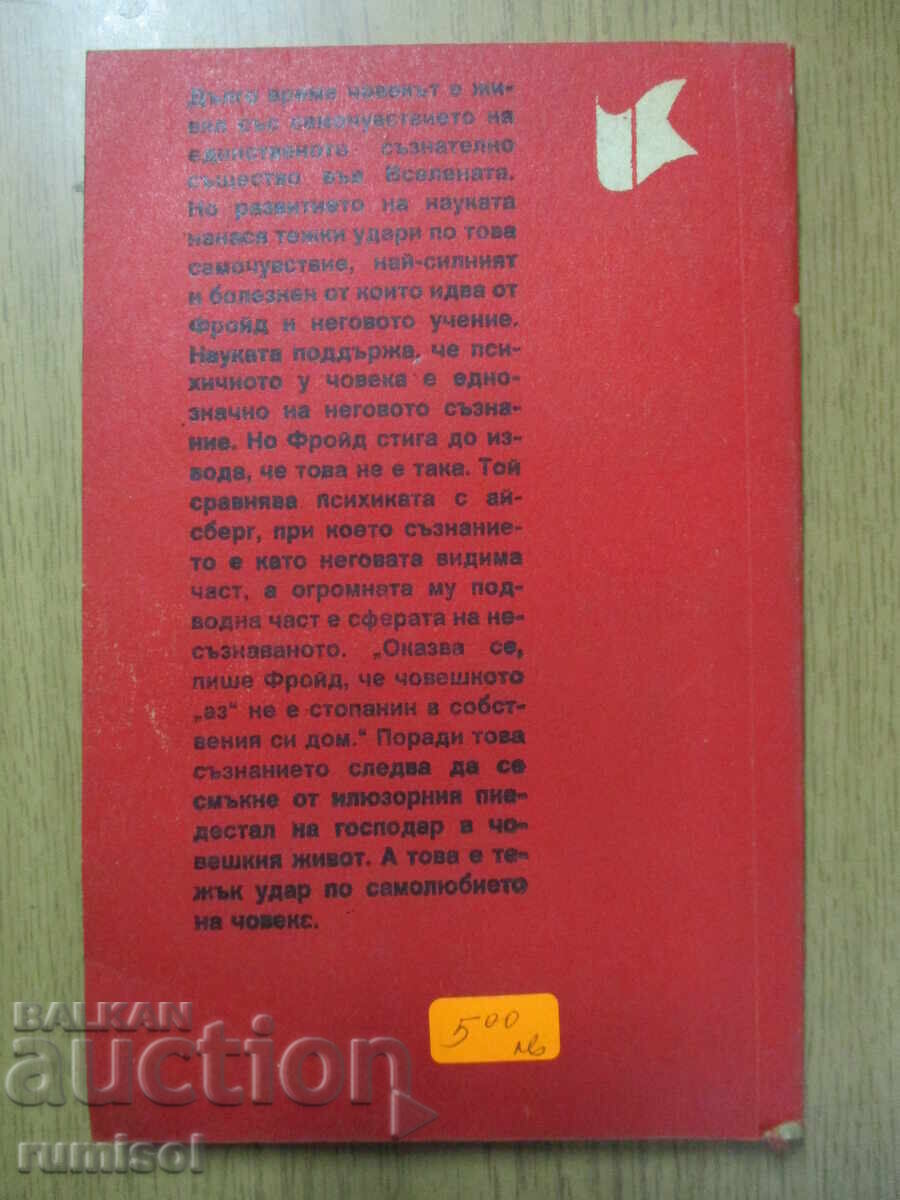 Дълго време човекът е жи-
вял със самочувствието на
единственото съзнателно
същество във Вселената.
Но развитието на науката
нанася тежки удари по това
самочувствие, най-силният
и болезнен от които идва от
Фройд и неговото учение.
Науката поддържа, че пси-
хичното у човека е едно-
значно на неговото съзна-
ние. Но Фройд стига до из-
вода, че това не е така. Той
сравнява психиката с ай-
сберг, при което съзнание-
то е като неговата видима
част, а огромната му под-
водна част е сферата на не-
съзнаваното. „Оказва се,
пише Фройд, че човешкото
„аз“ не е стопанин в собст-
вения си дом.“ Поради това
съзнанието следва да се
смъкне от илюзорния пие-
дестал на господар в чо-
вешкия живот. А това е те-
жък удар по самолюбието
на човека.
500
лв
BALKAN
auction
rumisol